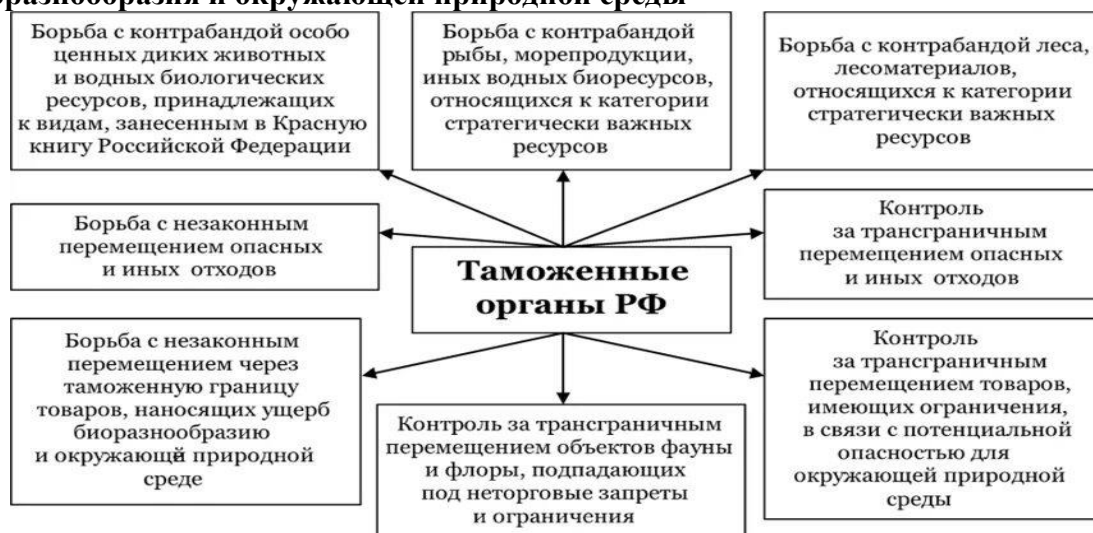 разнообразия и окружающей природной среды
Борьба с контрабандой особо
ценных диких животных
и водных биологических
ресурсов, принадлежащих
к видам, занесенным в Красную
книгу Российской Федерации
Борьба с контрабандой
рыбы, морепродукции,
иных водных биоресурсов,
относящихся к категории
стратегически важных
ресурсов
Борьба с контрабандой леса,
лесоматериалов,
относящихся к категории
стратегически важных
ресурсов
Борьба с незаконным
перемещением опасных
и иных отходов
Таможенные
органы РФ
Контроль
за трансграничным
перемещением опасных
и иных отходов
Борьба с незаконным
перемещением через
таможенную границу
товаров, наносящих ущерб
биоразнообразию
и окружающй природной
среде
Контроль за трансграничным
перемещением объектов фауны
и флоры, подпадающих
под неторговые запреты
и ограничения
Контроль
за трансграничным
перемещением товаров,
имеющих ограничения,
в связи с потенциальной
опасностью для
окружающей природной
среды